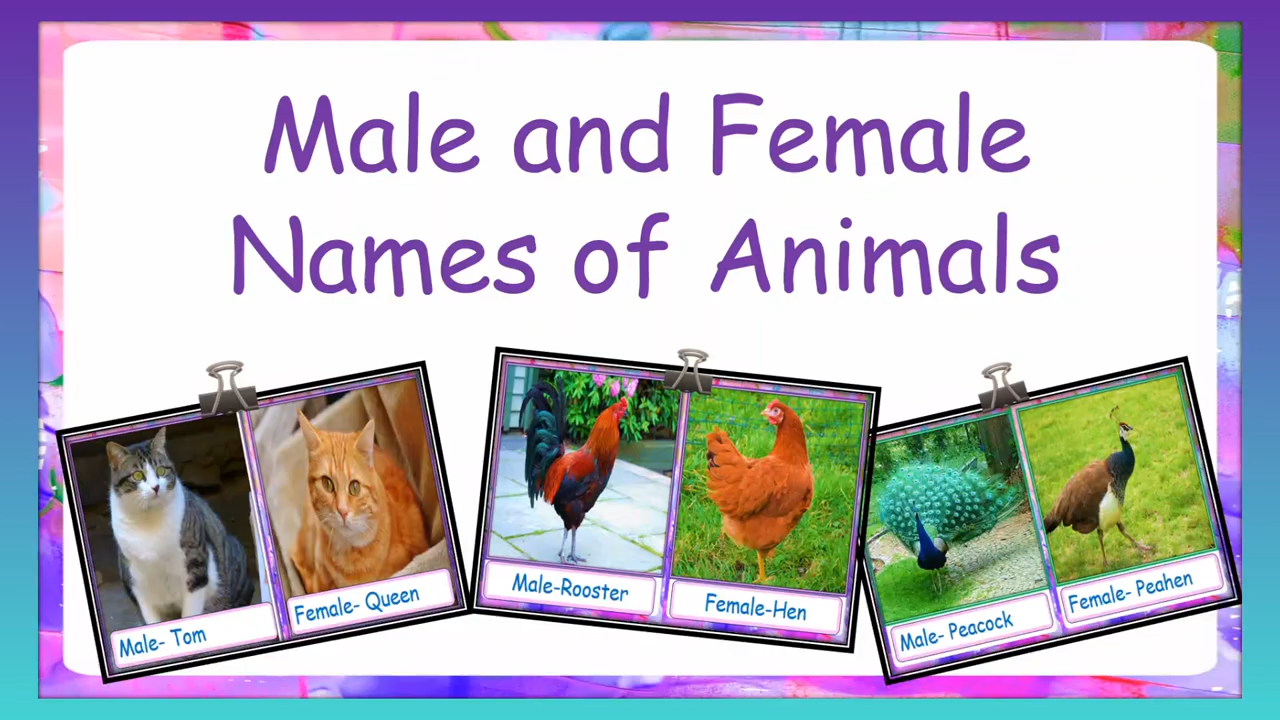 Male and Female
Names of Animals
Male- Tom
Female- Queen
Male-Rooster
Female-Hen
Male- Peacock
Female- Peahen